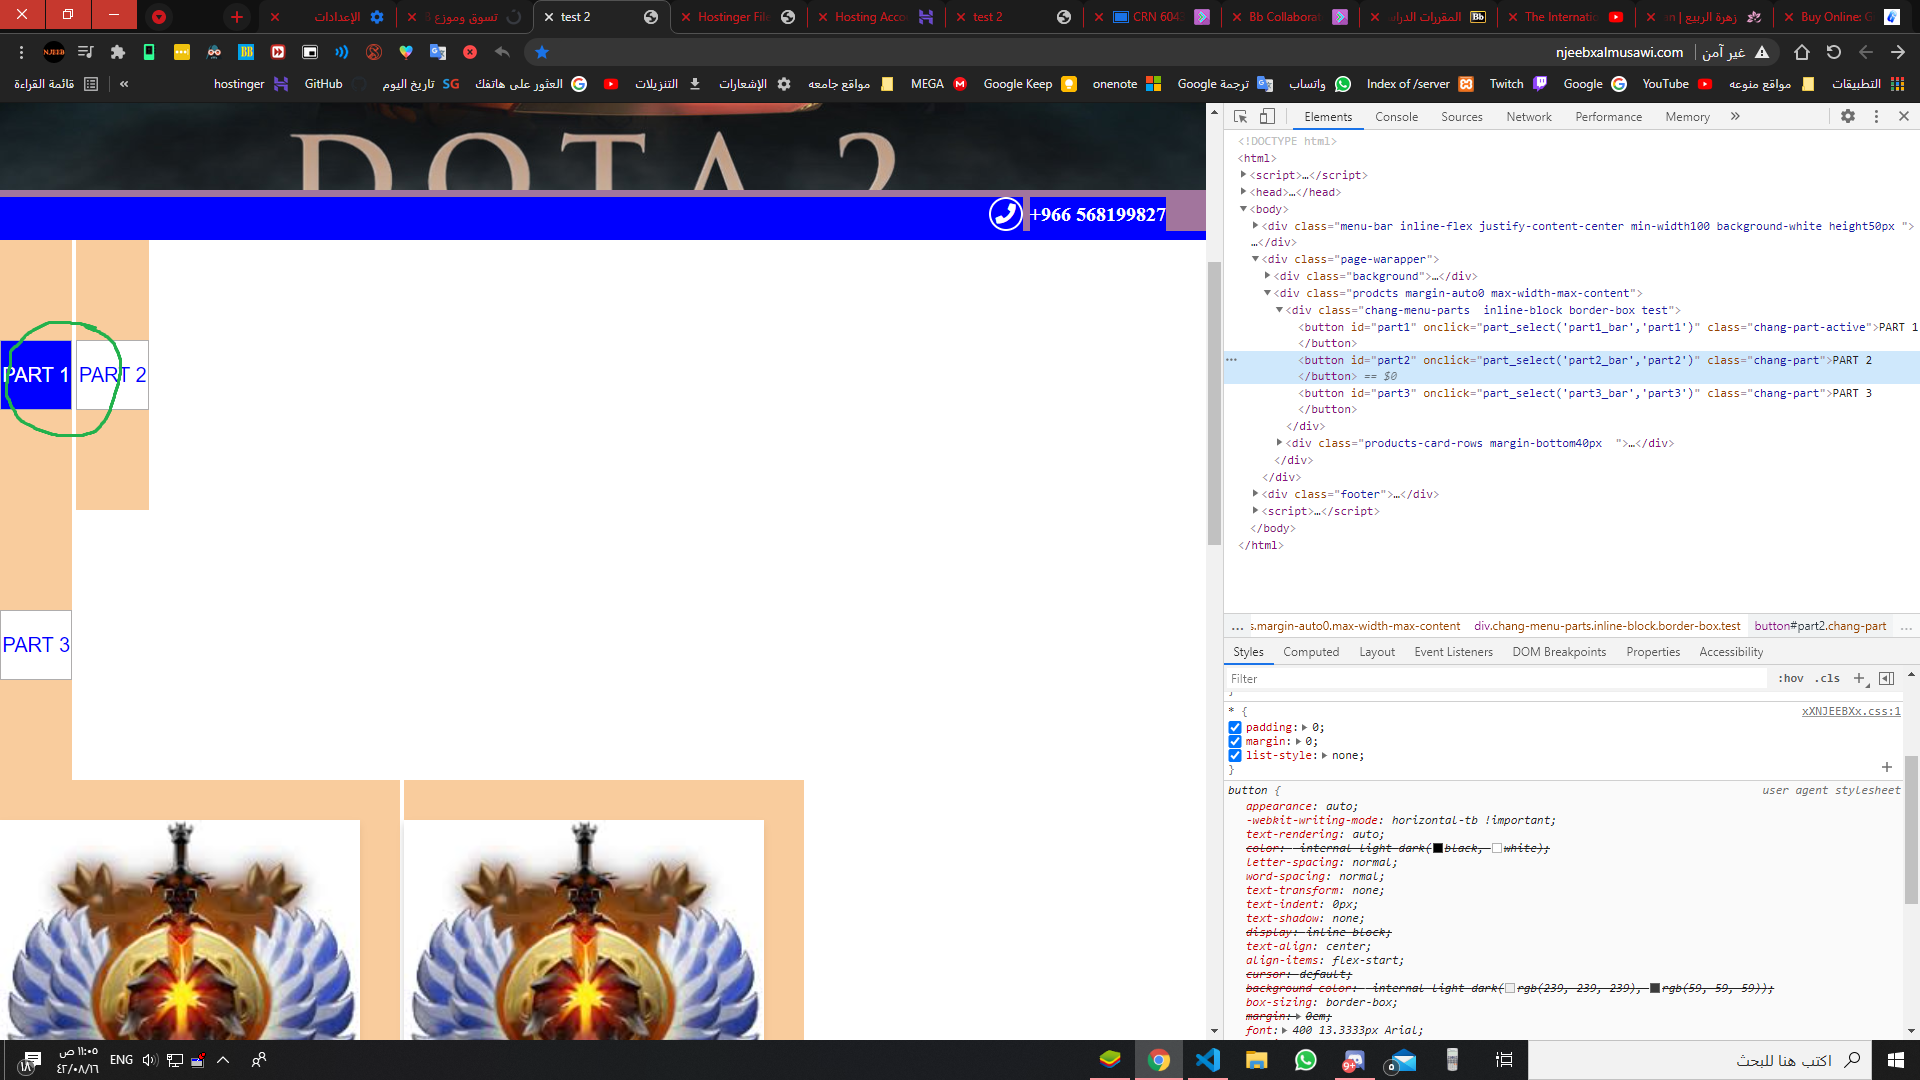 الإعدادات
تسوق وموزع
test 2
Hostinger File
Hosting Acco
test 2
CRN 6043
Bb Collaborat
المقررات الدراس
The Internatio
زهرة الربيع
Buy Online: G
njeebxalmusawi.com
غير آمن
قائمة القراءة
«
hostinger
GitHub
تاريخ اليوم
SG
العثور على هاتفك
التنزيلات
الإشعارات
مواقع جامعه
MEGA
Google Keep
onenote
ترجمة Google
واتساب
Index of /server
Twitch
Google
YouTube
مواقع منوعه
التطبيقات
DOTA 2
+966 568199827
PART 1
PART 2
PART 3
Elements
Console
Sources
Network
Performance
Memory
»
<!DOCTYPE html>
<html>
<script>…</script>
<head>…</head>
<body>
<div class="menu-bar inline-flex justify-content-center min-width100 background-white height50px ">
…</div>
<div class="page-warapper">
<div class="background">…</div>
<div class="prodcts margin-auto0 max-width-max-content">
<div class="chang-menu-parts  inline-block border-box test">
<button id="part1" onclick="part_select('part1_bar','part1')" class="chang-part-active">PART 1
</button>
<button id="part2" onclick="part_select('part2_bar','part2')" class="chang-part">PART 2
</button> == $0
<button id="part3" onclick="part_select('part3_bar','part3')" class="chang-part">PART 3
</button>
</div>
<div class="products-card-rows margin-bottom40px  ">…</div>
</div>
</div>
<div class="footer">…</div>
<script>…</script>
</body>
</html>
… s.margin-auto0.max-width-max-content div.chang-menu-parts.inline-block.border-box.test button#part2.chang-part …
Styles
Computed
Layout
Event Listeners
DOM Breakpoints
Properties
Accessibility
Filter
:hov .cls +
* {
xXNJEEBXx.css:1
padding: 0;
margin: 0;
list-style: none;
}
button {
user agent stylesheet
appearance: auto;
-webkit-writing-mode: horizontal-tb !important;
text-rendering: auto;
color: -internal-light-dark(black, white);
letter-spacing: normal;
word-spacing: normal;
text-transform: none;
text-indent: 0px;
text-shadow: none;
display: inline-block;
text-align: center;
align-items: flex-start;
cursor: default;
background-color: -internal-light-dark(rgb(239, 239, 239), rgb(59, 59, 59));
box-sizing: border-box;
margin: 0em;
font: 400 13.3333px Arial;
١٨
١١:٠٥ ص
٤٢/٠٨/١٦
ENG
9+
اكتب هنا للبحث